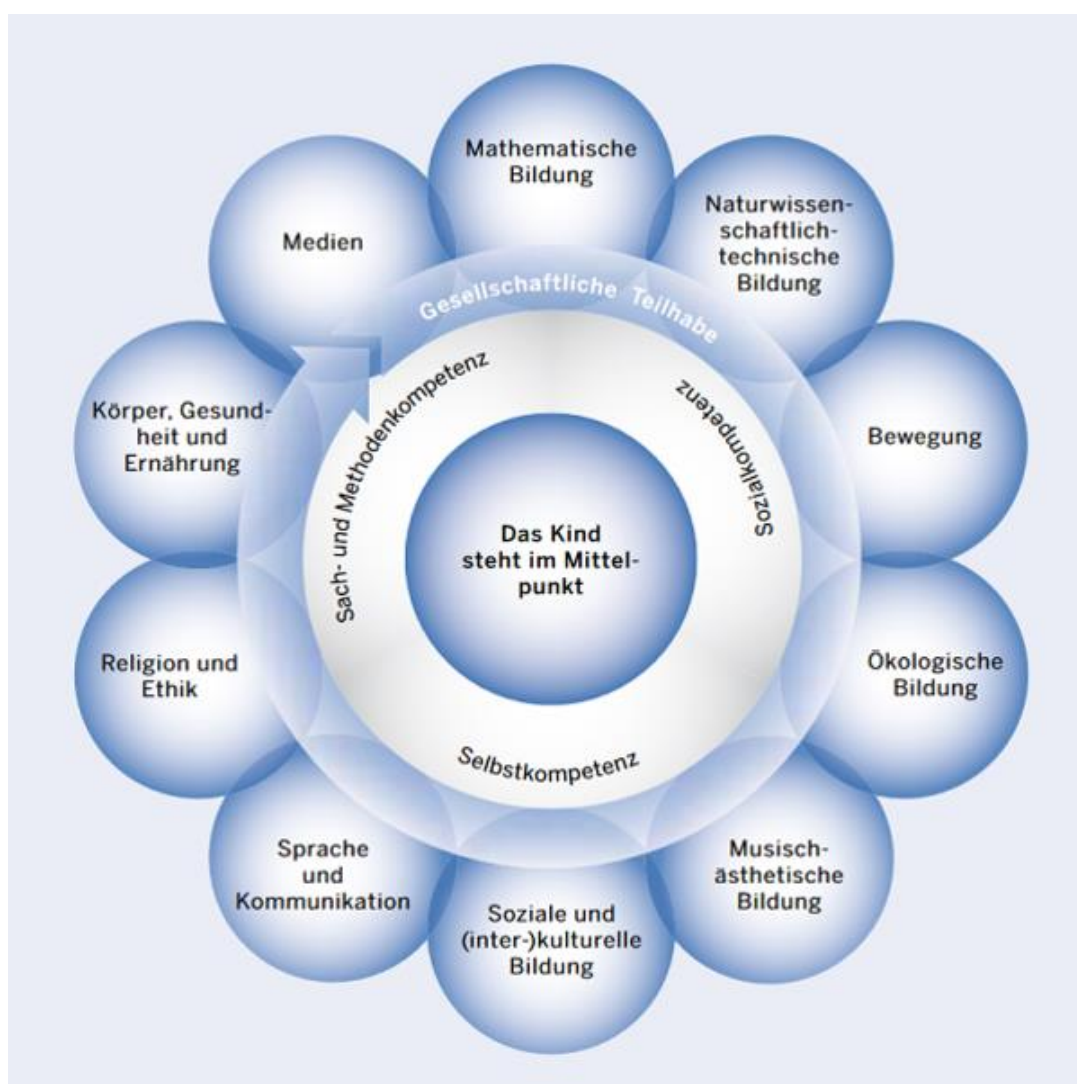 Mathematische
Bildung
Naturwissen-
schaftlich-
technische
Bildung
Bewegung
Ökologische
Bildung
Musisch-
ästhetische
Bildung
Soziale und
(inter-)kulturelle
Bildung
Sprache
und
Kommunikation
Religion und
Ethik
Körper, Gesund-
heit und
Ernährung
Medien
Gesellschaftliche Teilhabe
Sach- und Methodenkompetenz
Sozialkompetenz
Selbstkompetenz
Das Kind
steht im Mittel-
punkt